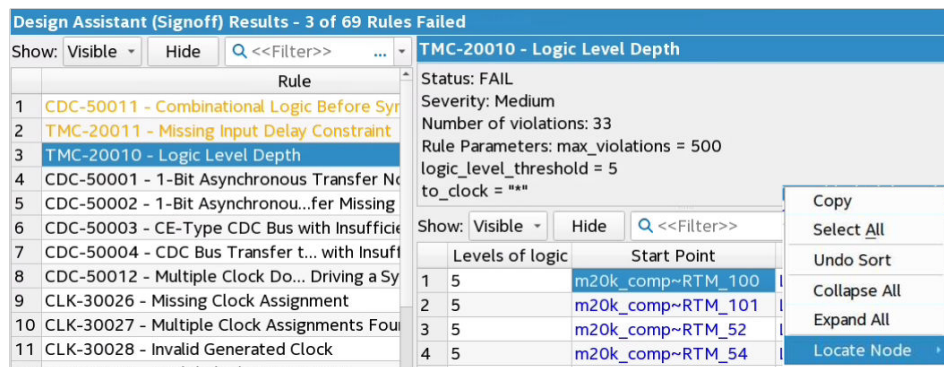 Design Assistant (Signoff) Results - 3 of 69 Rules Failed
Show: Visible Hide <<Filter>> ...
Rule
1 CDC-50011 - Combinational Logic Before Syr
2 TMC-20011 - Missing Input Delay Constraint
3 TMC-20010 - Logic Level Depth
4 CDC-50001 - 1-Bit Asynchronous Transfer No
5 CDC-50002 - 1-Bit Asynchronou...fer Missing
6 CDC-50003 - CE-Type CDC Bus with Insufficie
7 CDC-50004 - CDC Bus Transfer t... with Insuff
8 CDC-50012 - Multiple Clock Do... Driving a Sy
9 CLK-30026 - Missing Clock Assignment
10 CLK-30027 - Multiple Clock Assignments Four
11 CLK-30028 - Invalid Generated Clock
TMC-20010 - Logic Level Depth
Status: FAIL
Severity: Medium
Number of violations: 33
Rule Parameters: max_violations = 500
logic_level_threshold = 5
to_clock = "*"
Show: Visible Hide <<Filter>>
Levels of logic Start Point
1 5 m20k_comp~RTM_100
2 5 m20k_comp~RTM_101
3 5 m20k_comp~RTM_52
4 5 m20k_comp~RTM_54
Copy
Select All
Undo Sort
Collapse All
Expand All
Locate Node